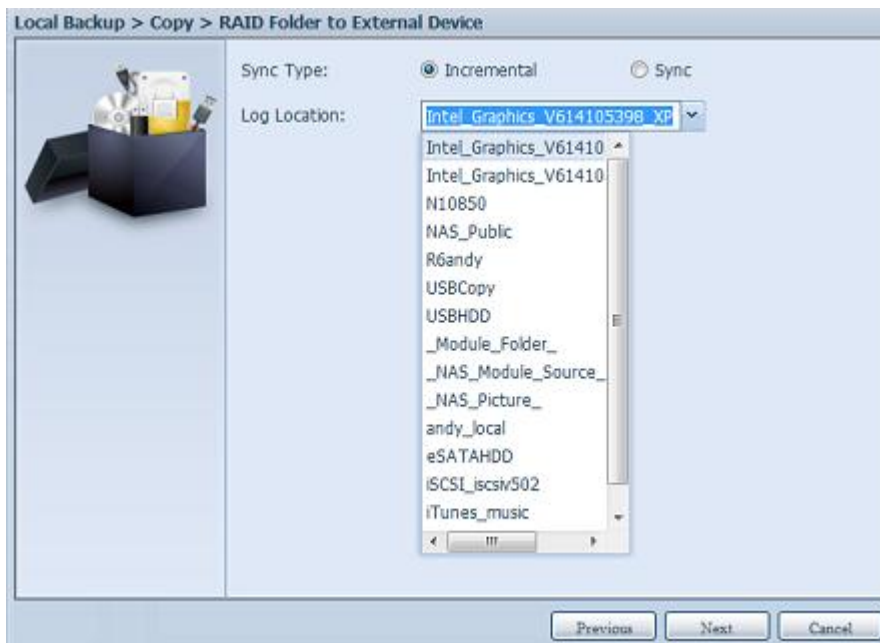 Local Backup > Copy > RAID Folder to External Device
Sync Type: Incremental Sync
Log Location: Intel_Graphics_V614105398_XP
Intel_Graphics_V61410
Intel_Graphics_V61410
N10850
NAS_Public
R6andy
USBCopy
USBHDD
_Module_Folder_
_NAS_Module_Source_
_NAS_Picture_
andy_local
eSATAHDD
iSCSI_iscsiv502
iTunes_music
Previous Next Cancel